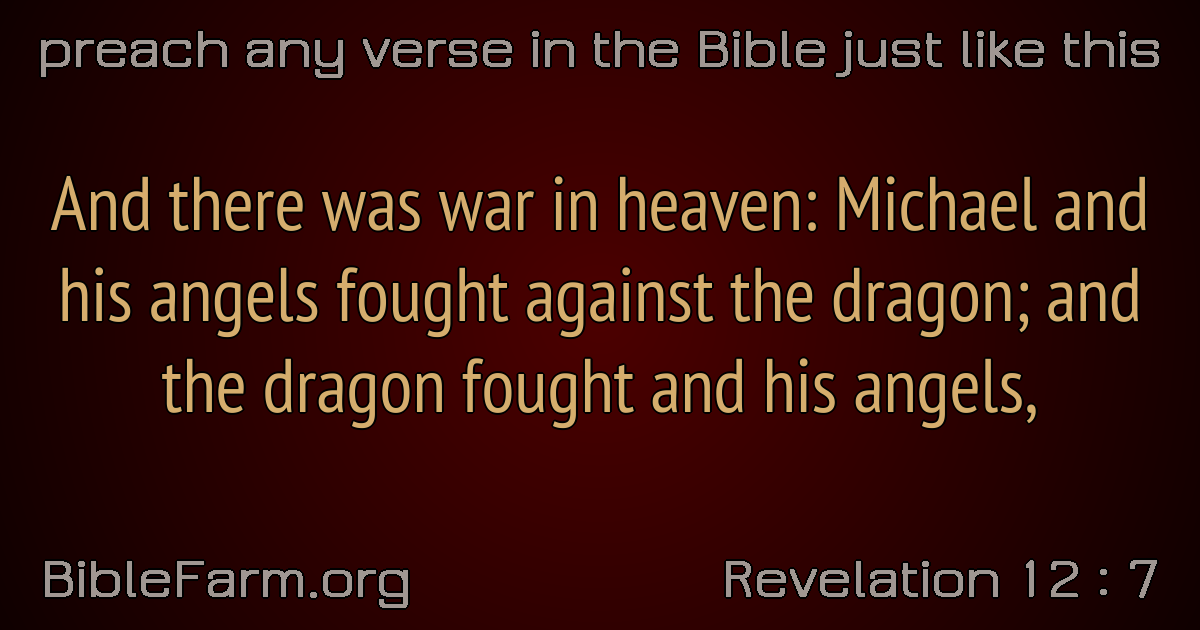 preach any verse in the Bible just like this
And there was war in heaven: Michael and
his angels fought against the dragon; and
the dragon fought and his angels,
BibleFarm.org
Revelation 12 : 7